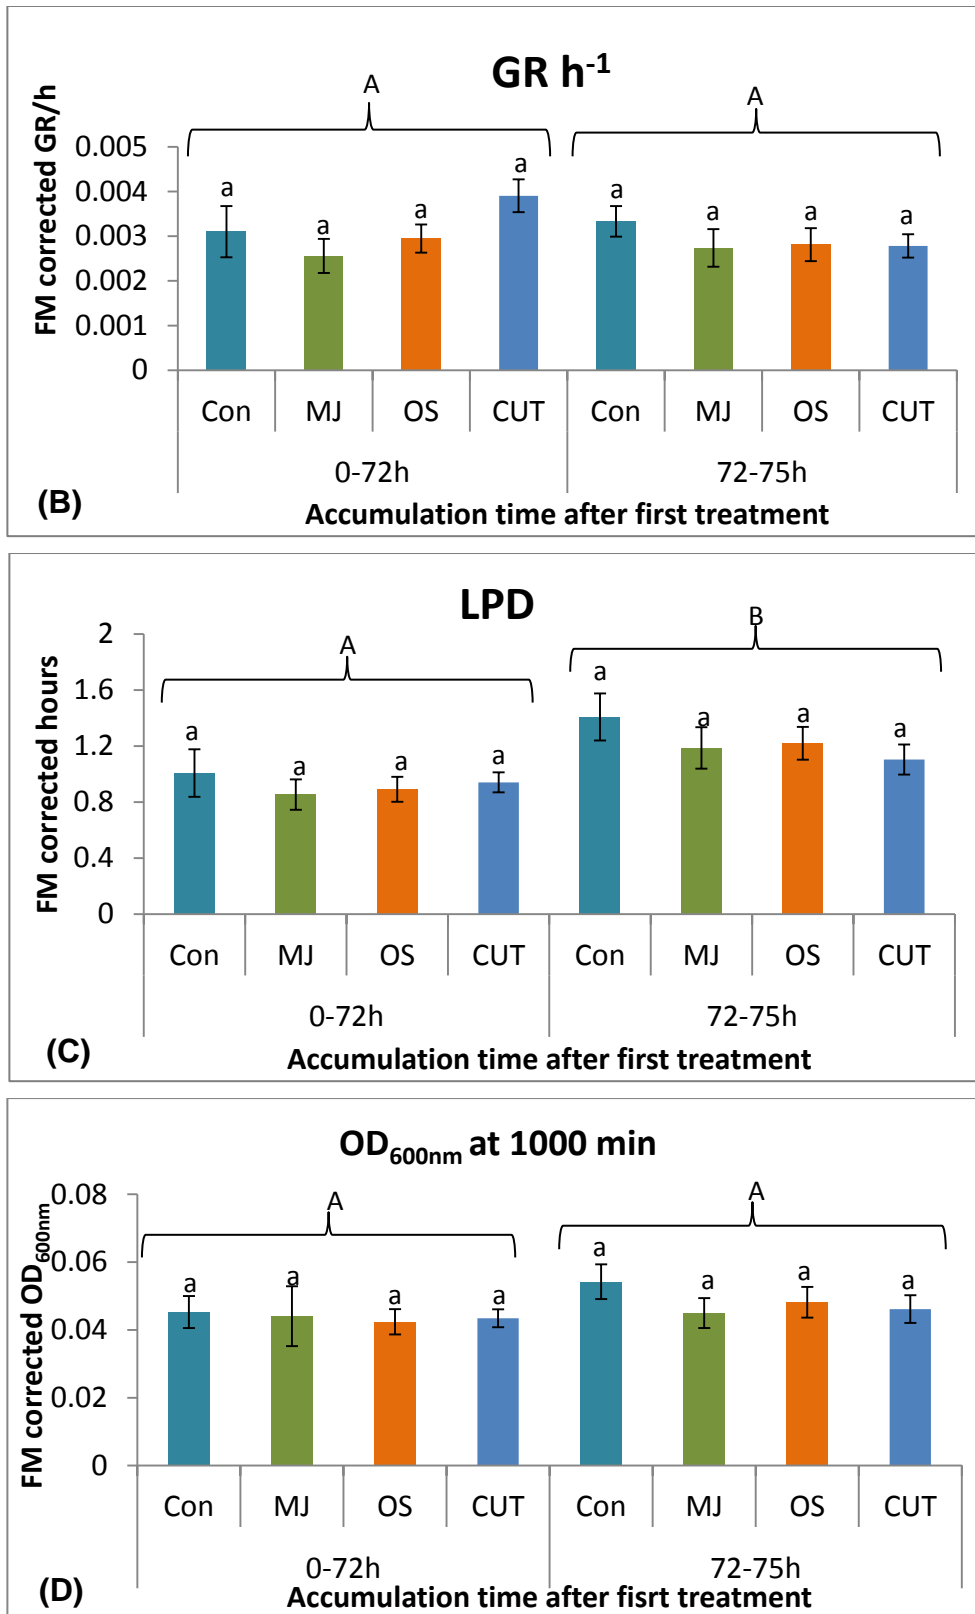 GR h⁻¹
A A
FM corrected GR/h
0.005
0.004
0.003
0.002
0.001
0
a a a a a a a a
Con MJ OS CUT Con MJ OS CUT
0-72h 72-75h
(B) Accumulation time after first treatment
LPD
A B
FM corrected hours
2
1.6
1.2
0.8
0.4
0
a a a a a a a a
Con MJ OS CUT Con MJ OS CUT
0-72h 72-75h
(C) Accumulation time after first treatment
OD600nm at 1000 min
A A
FM corrected OD600nm
0.08
0.06
0.04
0.02
0
a a a a a a a a
Con MJ OS CUT Con MJ OS CUT
0-72h 72-75h
(D) Accumulation time after fisrt treatment